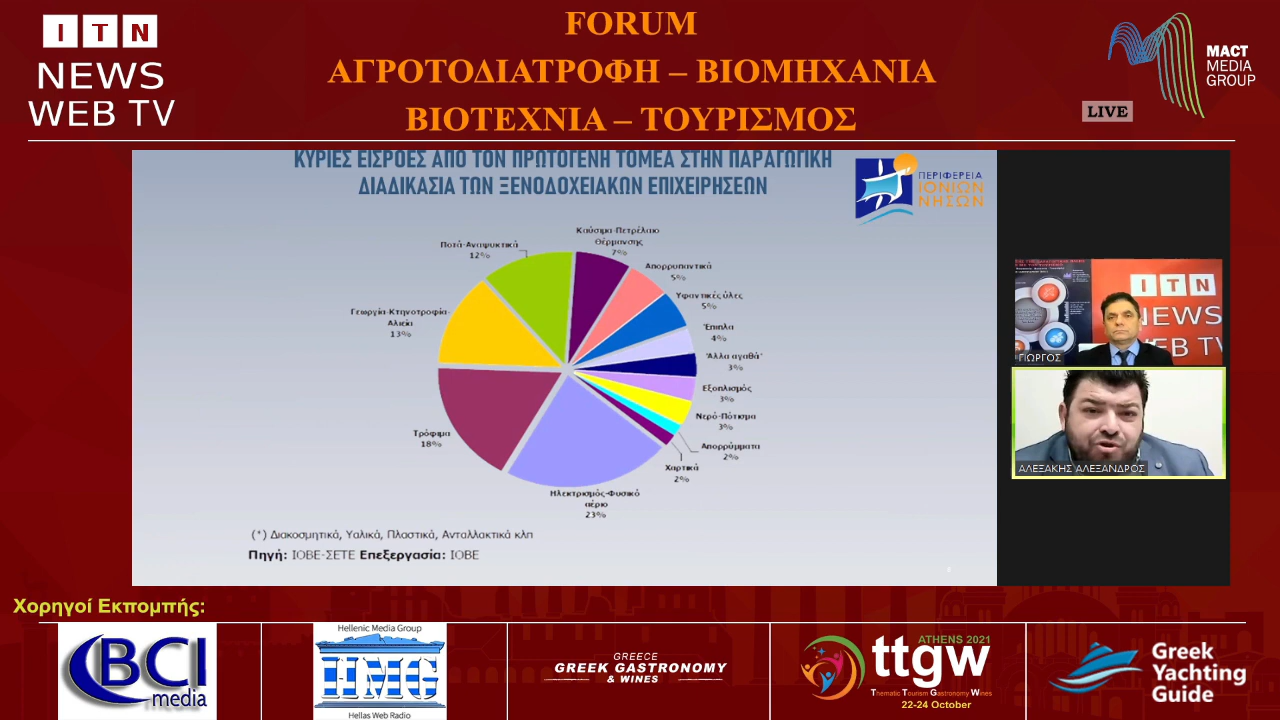 ITN
NEWS
WEB TV
FORUM
ΑΓΡΟΤΟΔΙΑΤΡΟΦΗ – ΒΙΟΜΗΧΑΝΙΑ
ΒΙΟΤΕΧΝΙΑ – ΤΟΥΡΙΣΜΟΣ
MACT
MEDIA
GROUP
LIVE
ΚΥΡΙΕΣ ΕΙΣΡΟΕΣ ΑΠΟ ΤΟΝ ΠΡΩΤΟΓΕΝΗ ΤΟΜΕΑ ΣΤΗΝ ΠΑΡΑΓΩΓΙΚΗ
ΔΙΑΔΙΚΑΣΙΑ ΤΩΝ ΞΕΝΟΔΟΧΕΙΑΚΩΝ ΕΠΙΧΕΙΡΗΣΕΩΝ
ΠΕΡΙΦΕΡΕΙΑ
ΙΟΝΙΩΝ
ΝΗΣΩΝ
Καύσιμα-Πετρέλαιο
Θέρμανσης
7%
Ποτά-Αναψυκτικά
12%
Απορρυπαντικά
5%
Υφαντικές ύλες
5%
Έπιπλα
4%
Άλλα αγαθά*
3%
Εξοπλισμός
3%
Νερό-Πότισμα
3%
Απορρύμματα
2%
Χαρτικά
2%
Γεωργία-Κτηνοτροφία-
Αλιεία
13%
Τρόφιμα
18%
Ηλεκτρισμός-Φυσικό
αέριο
23%
(*) Διακοσμητικά, Υαλικά, Πλαστικά, Ανταλλακτικά κλπ
Πηγή: ΙΟΒΕ-ΣΕΤΕ Επεξεργασία: ΙΟΒΕ
ITN
NEWS
WEB TV
ΓΙΩΡΓΟΣ
ΑΛΕΞΑΚΗΣ ΑΛΕΞΑΝΔΡΟΣ
Χορηγοί Εκπομπής:
BCI
media
Hellenic Media Group
HMG
Hellas Web Radio
GREECE
GREEK GASTRONOMY
& WINES
ATHENS 2021
ttgw
Thematic Tourism Gastronomy Wines
22-24 October
Greek
Yachting
Guide